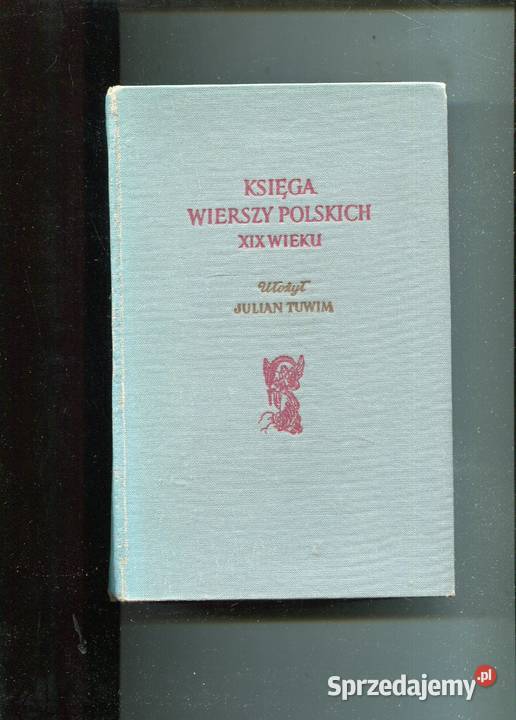 KSIĘGA
WIERSZY POLSKICH
XIX WIEKU
Ułożył
JULIAN TUWIM
Sprzedajemy.pl